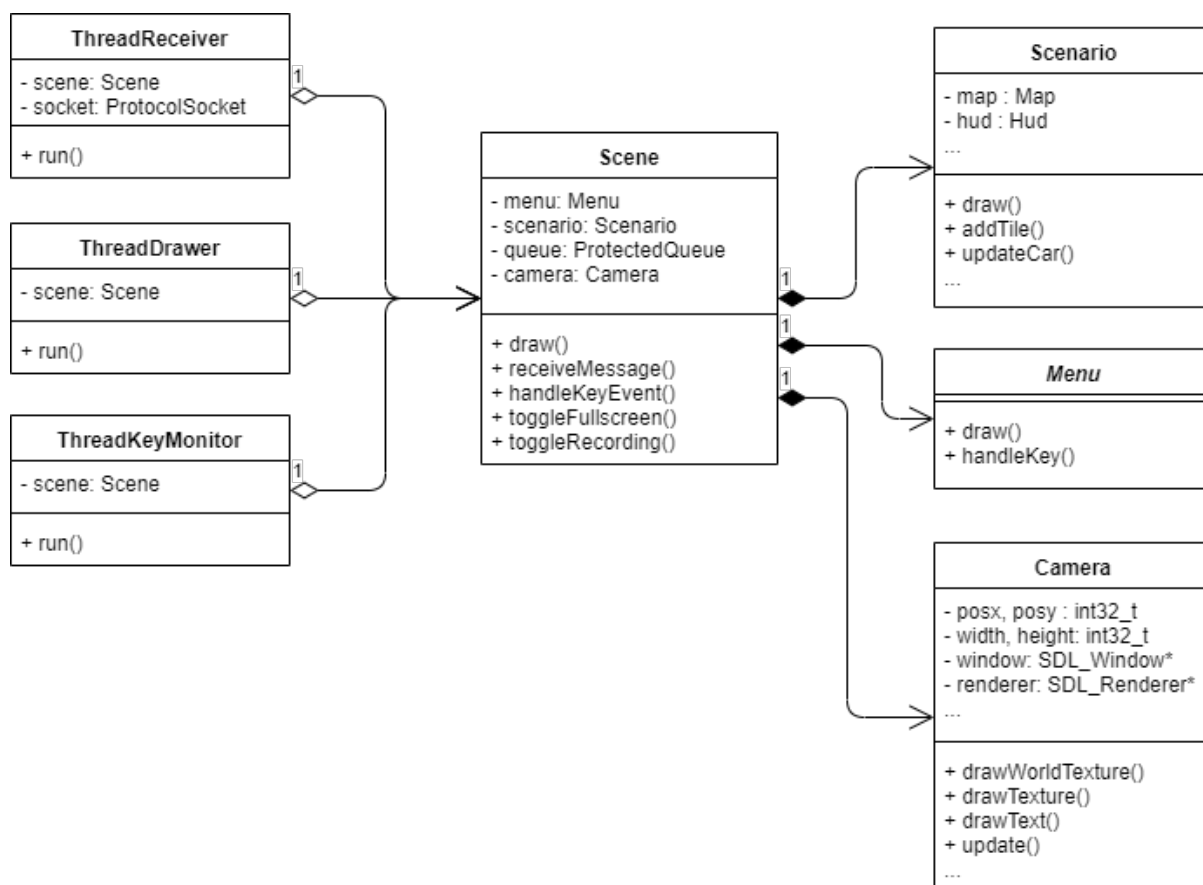 ThreadReceiver
- scene: Scene
- socket: ProtocolSocket
+ run()
1
ThreadDrawer
- scene: Scene
+ run()
1
ThreadKeyMonitor
- scene: Scene
+ run()
1
Scene
- menu: Menu
- scenario: Scenario
- queue: ProtectedQueue
- camera: Camera
+ draw()
+ receiveMessage()
+ handleKeyEvent()
+ toggleFullscreen()
+ toggleRecording()
1
1
1
Scenario
- map : Map
- hud : Hud
...
+ draw()
+ addTile()
+ updateCar()
...
Menu
+ draw()
+ handleKey()
Camera
- posx, posy : int32_t
- width, height: int32_t
- window: SDL_Window*
- renderer: SDL_Renderer*
...
+ drawWorldTexture()
+ drawTexture()
+ drawText()
+ update()
...